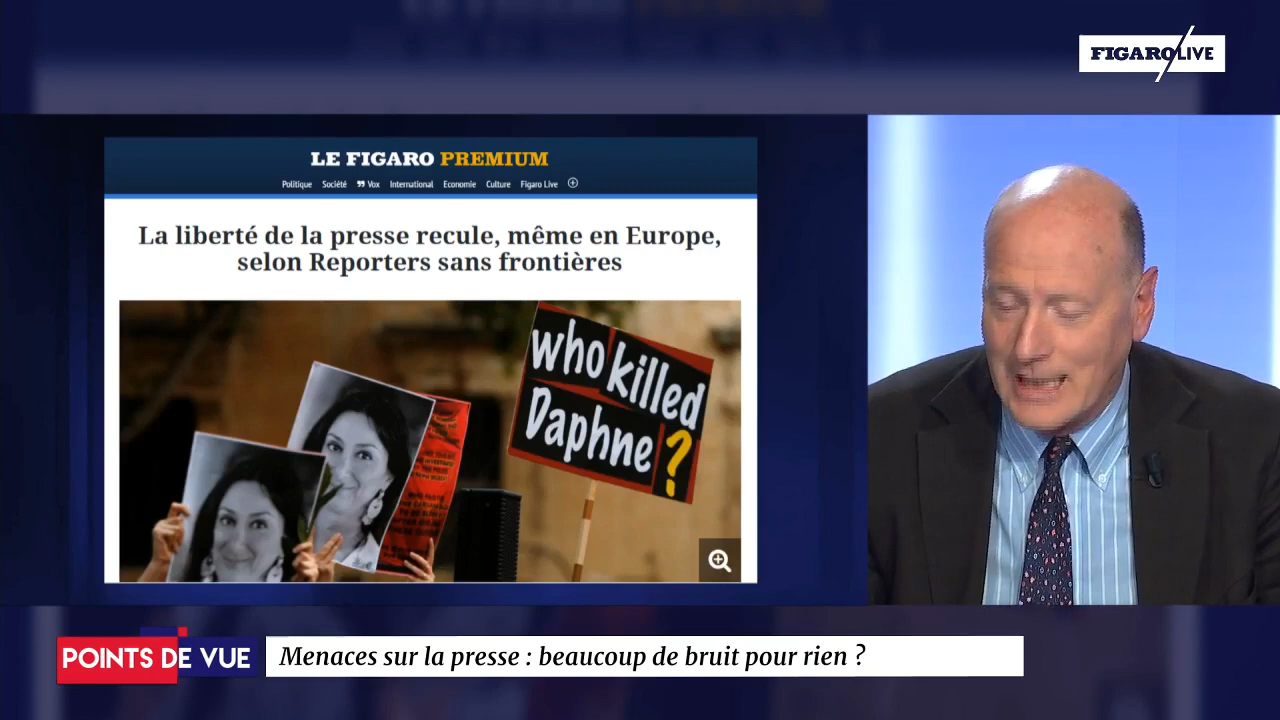 FIGARO LIVE
LE FIGARO PREMIUM
Politique Société Vox International Economie Culture Figaro Live
La liberté de la presse recule, même en Europe,
selon Reporters sans frontières
who killed
Daphne ?
POINTS DE VUE
Menaces sur la presse : beaucoup de bruit pour rien ?